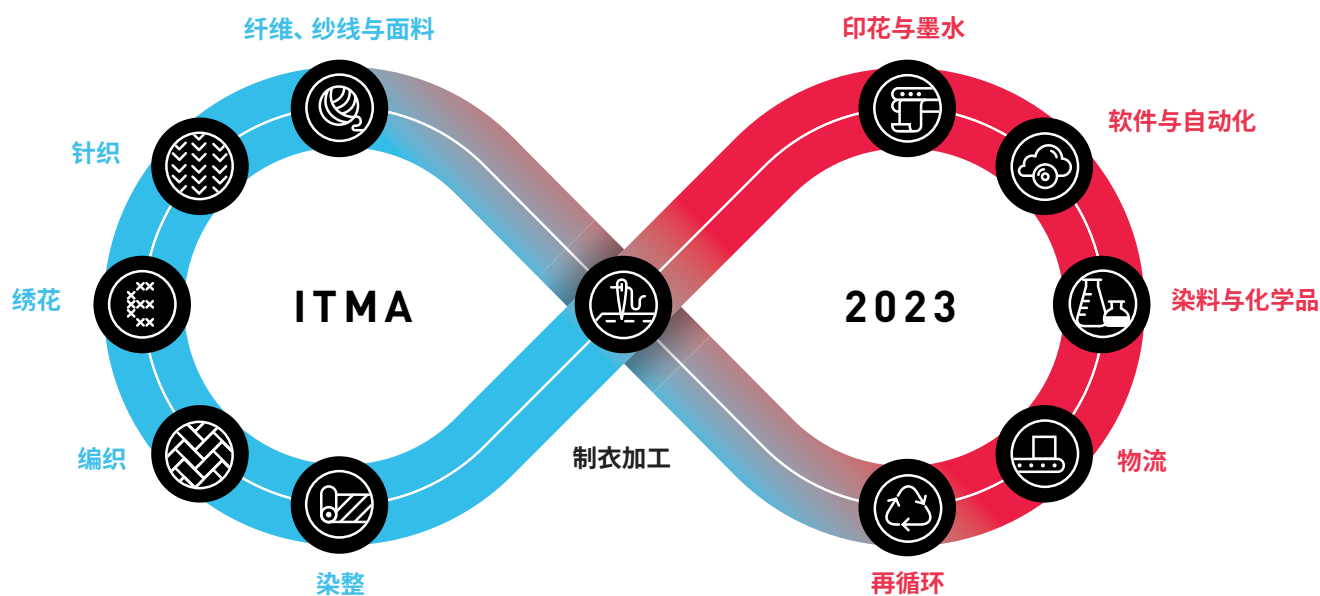 纤维、纱线与面料
印花与墨水
软件与自动化
针织
绣花
ITMA
2023
染料与化学品
编织
制衣加工
物流
染整
再循环